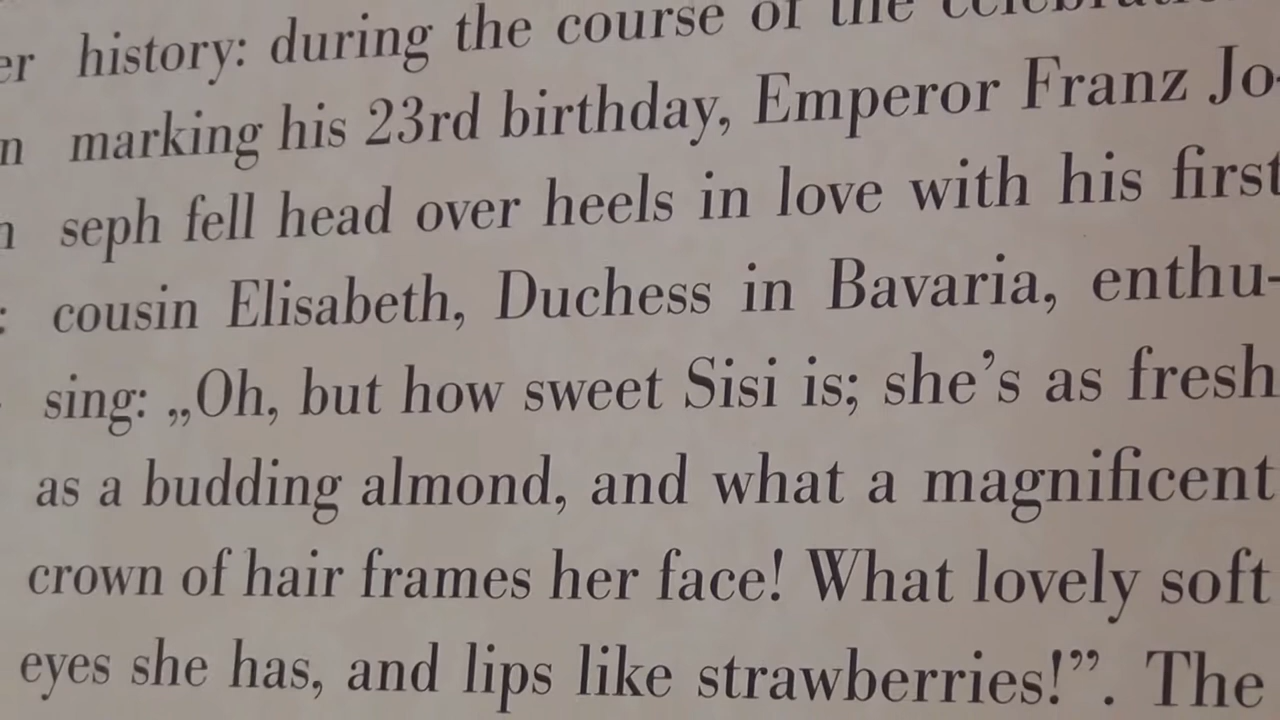 er history: during the course of the
n marking his 23rd birthday, Emperor Franz Jo-
n seph fell head over heels in love with his first
: cousin Elisabeth, Duchess in Bavaria, enthu-
- sing: „Oh, but how sweet Sisi is; she’s as fresh
as a budding almond, and what a magnificent
crown of hair frames her face! What lovely soft
eyes she has, and lips like strawberries!”. The